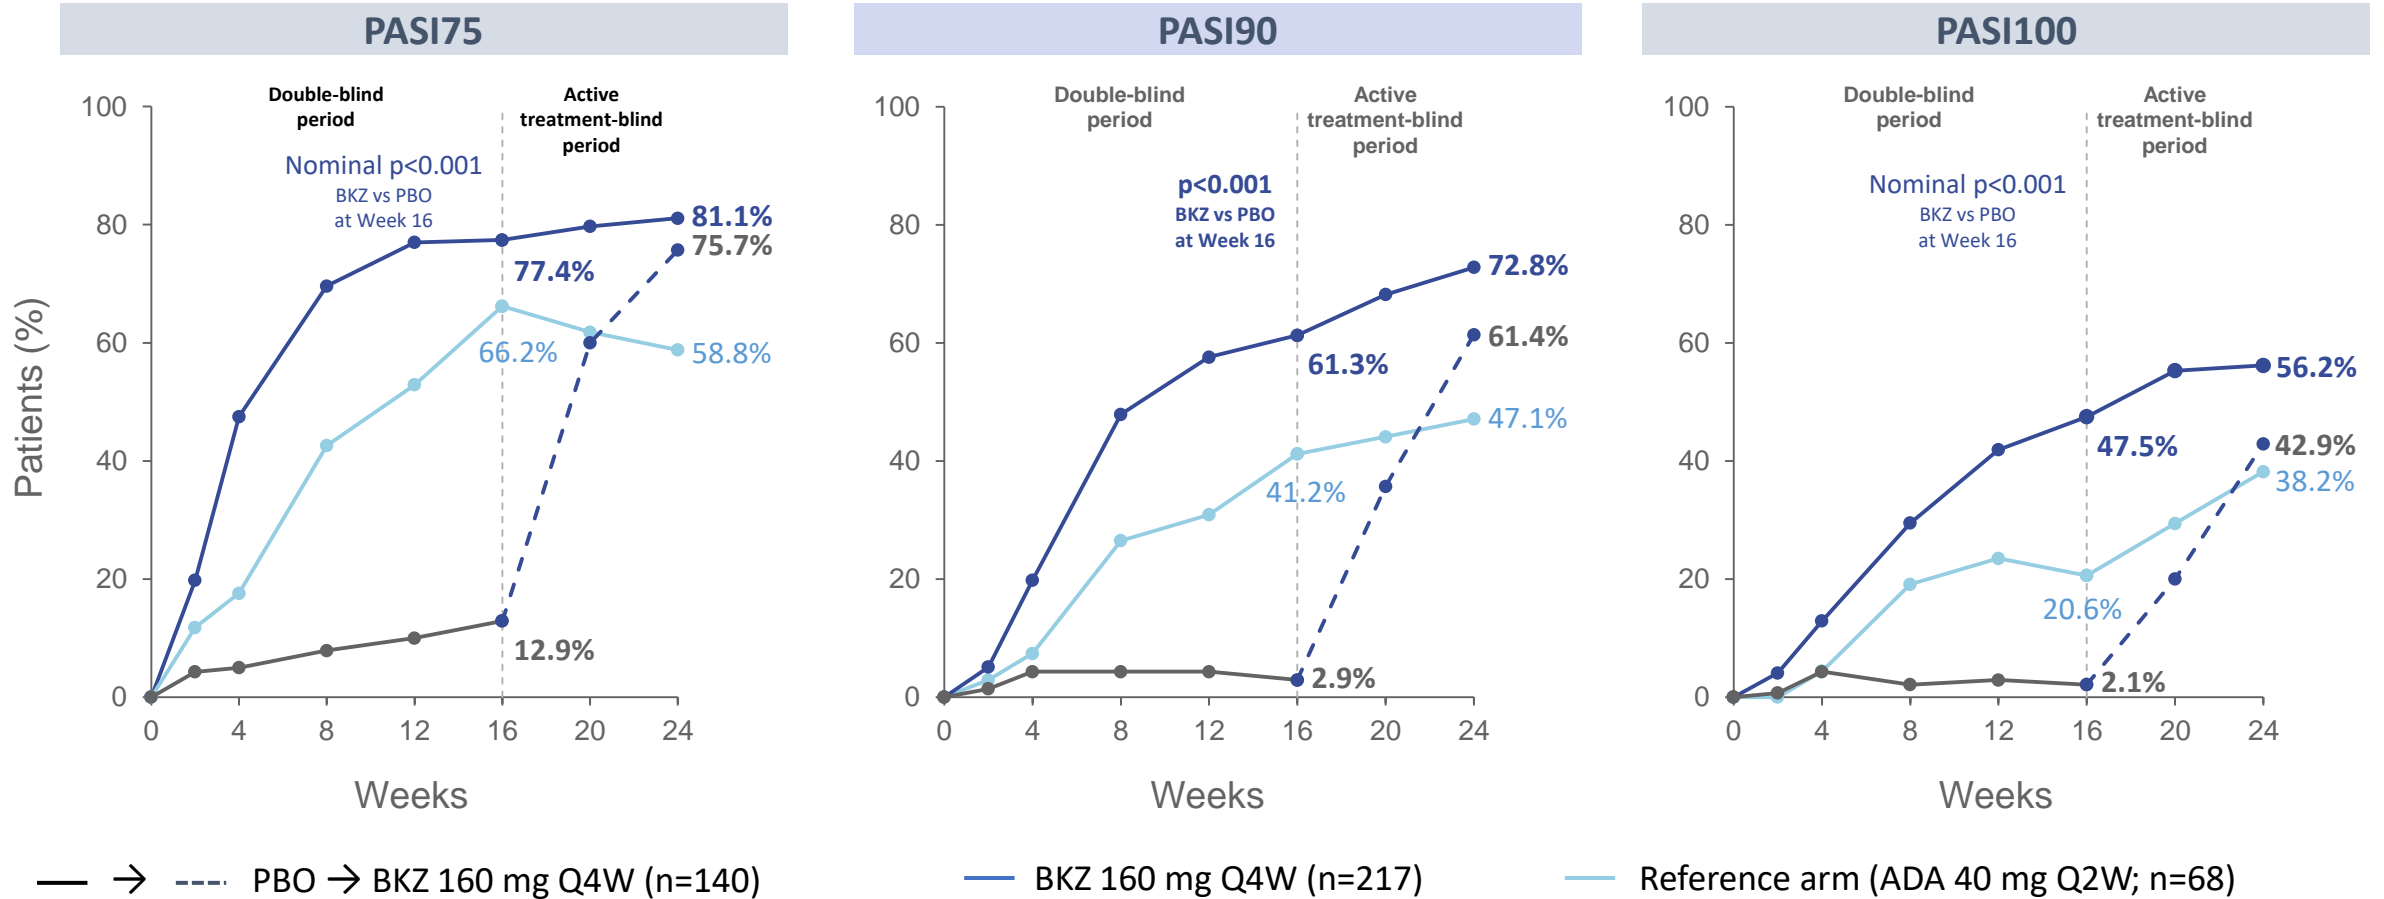 PASI75
Double-blind
period
Active
treatment-blind
period
Nominal p<0.001
BKZ vs PBO
at Week 16
Patients (%)
100
80
60
40
20
0
81.1%
75.7%
77.4%
66.2%
58.8%
12.9%
0 4 8 12 16 20 24
Weeks
PASI90
Double-blind
period
Active
treatment-blind
period
p<0.001
BKZ vs PBO
at Week 16
100
80
60
40
20
0
72.8%
61.4%
61.3%
47.1%
41.2%
2.9%
0 4 8 12 16 20 24
Weeks
PASI100
Double-blind
period
Active
treatment-blind
period
Nominal p<0.001
BKZ vs PBO
at Week 16
100
80
60
40
20
0
56.2%
47.5%
42.9%
38.2%
20.6%
2.1%
0 4 8 12 16 20 24
Weeks
→ PBO → BKZ 160 mg Q4W (n=140)
BKZ 160 mg Q4W (n=217)
Reference arm (ADA 40 mg Q2W; n=68)